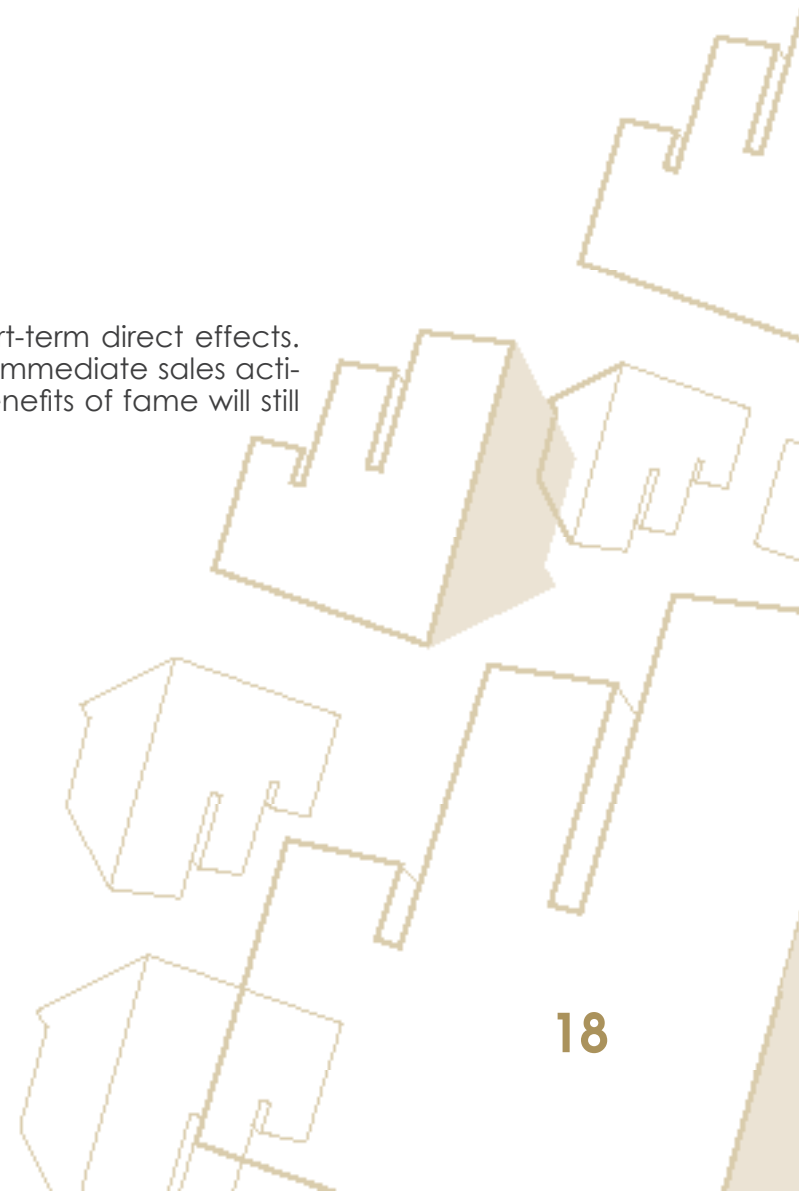 rt-term direct effects.
mmediate sales acti-
nefits of fame will still
18